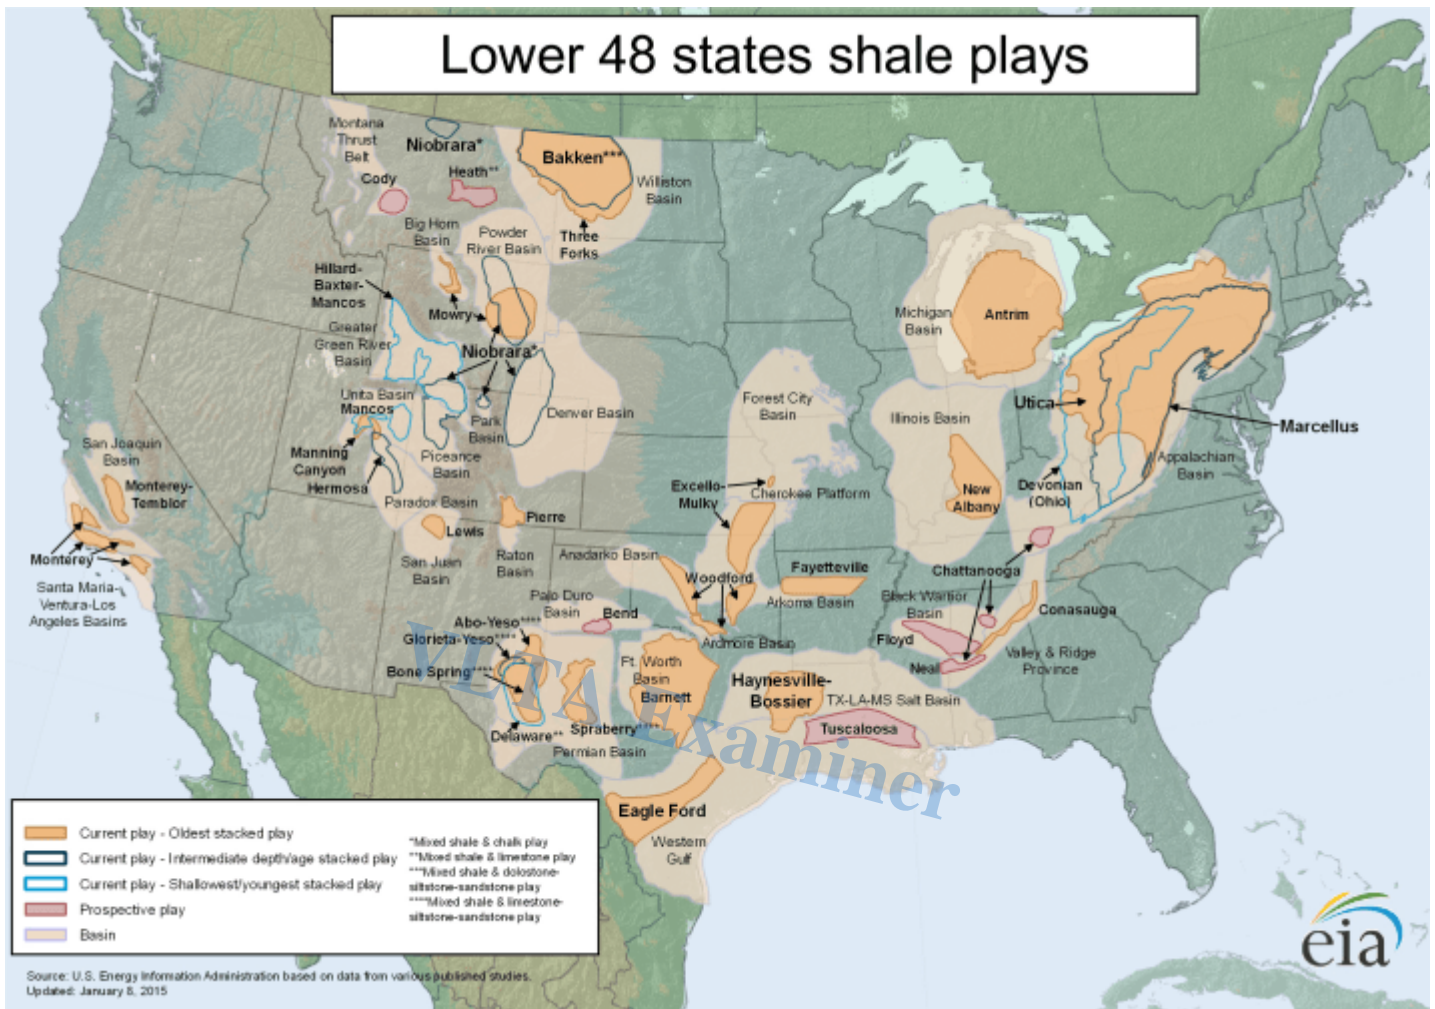 Lower 48 states shale plays
Montana
Thrust
Belt
Niobrara*
Bakken***
Heath**
Cody
Williston
Basin
Big Horn
Basin
Powder
River Basin
Three
Forks
Hillard-
Baxter-
Mancos
Mowry
Greater
Green River
Basin
Niobrara*
Michigan
Basin
Antrim
Uinta Basin
Mancos
Park
Basin
Denver Basin
Forest City
Basin
Illinois Basin
Utica
Marcellus
San Joaquin
Basin
Manning
Canyon
Hermosa
Piceance
Basin
Appalachian
Basin
Monterey-
Temblor
Paradox Basin
Excello-
Mulky
Cherokee Platform
New
Albany
Devonian
(Ohio)
Pierre
Lewis
Monterey
San Juan
Basin
Raton
Basin
Anadarko Basin
Woodford
Fayetteville
Chattanooga
Santa Maria-
Ventura-Los
Angeles Basins
Palo Duro
Basin
Bend
Arkoma Basin
Black Warrior
Basin
Conasauga
Abo-Yeso****
Glorieta-Yeso****
Ardmore Basin
Floyd
Neal
Valley & Ridge
Province
Bone Spring****
Ft. Worth
Basin
Barnett
Haynesville-
Bossier
TX-LA-MS Salt Basin
Delaware**
Spraberry****
Tuscaloosa
Permian Basin
VLTA Examiner
Eagle Ford
Western
Gulf
Current play - Oldest stacked play
Current play - Intermediate depth/age stacked play
Current play - Shallowest/youngest stacked play
Prospective play
Basin
*Mixed shale & chalk play
**Mixed shale & limestone play
***Mixed shale & dolostone-
siltstone-sandstone play
****Mixed shale & limestone-
siltstone-sandstone play
eia
Source: U.S. Energy Information Administration based on data from various published studies.
Updated: January 8, 2015